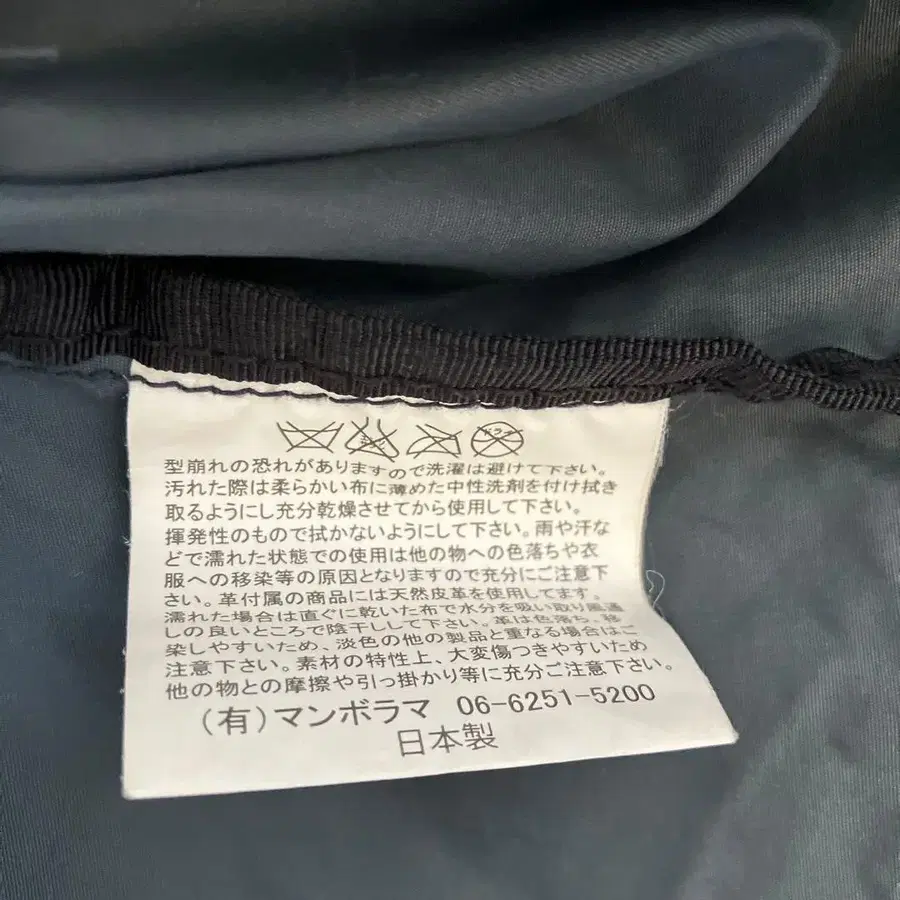 型崩れの恐れがありますので洗濯は避けて下さい。
汚れた際は柔らかい布に薄めた中性洗剤を付け拭き
取るようにし充分乾燥させてから使用して下さい。
揮発性のもので拭かないようにして下さい。雨や汗な
どで濡れた状態での使用は他の物への色落ちや衣
服への移染等の原因となりますので充分にご注意下
さい。革付属の商品には天然皮革を使用してます。
濡れた場合は直ぐに乾いた布で水分を吸い取り風通
しの良いところで陰干しして下さい。革は色落ち、移
染しやすいため、淡色の他の製品と重なる場合はご
注意下さい。素材の特性上、大変傷つきやすいため
他の物との摩擦や引っ掛かり等に充分ご注意下さい。
(有)マンボラマ 06-6251-5200
日本製